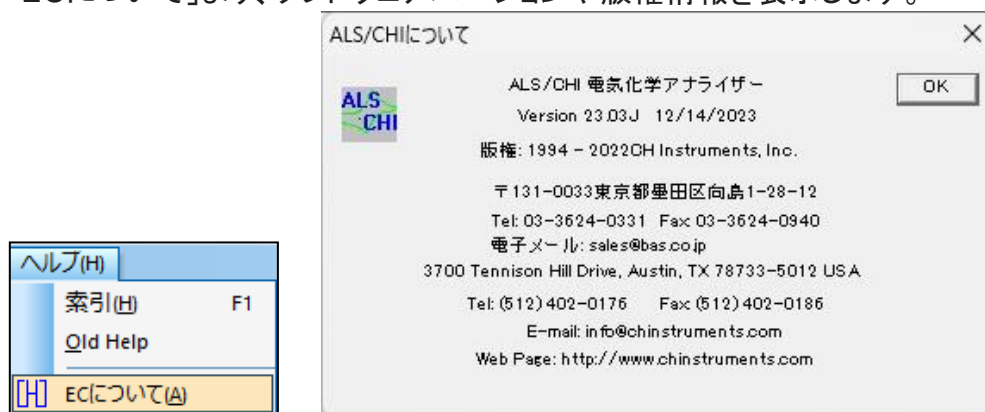 ECについて」より、ソフトウエアバージョンや版権情報を表示します。
ALS/CHIについて
ALS
CHI
ALS/CHI 電気化学アナライザー
OK
Version 23.03J 12/14/2023
版権: 1994 - 2022CH Instruments, Inc.
〒131-0033東京都墨田区向島1-28-12
Tel: 03-3624-0331 Fax: 03-3624-0940
電子メール: sales@bas.co.jp
3700 Tennison Hill Drive, Austin, TX 78733-5012 USA
Tel: (512)402-0176 Fax: (512)402-0186
E-mail: info@chinstruments.com
Web Page: http://www.chinstruments.com
ヘルプ(H)
索引(H) F1
Old Help
[H] ECについて(A)